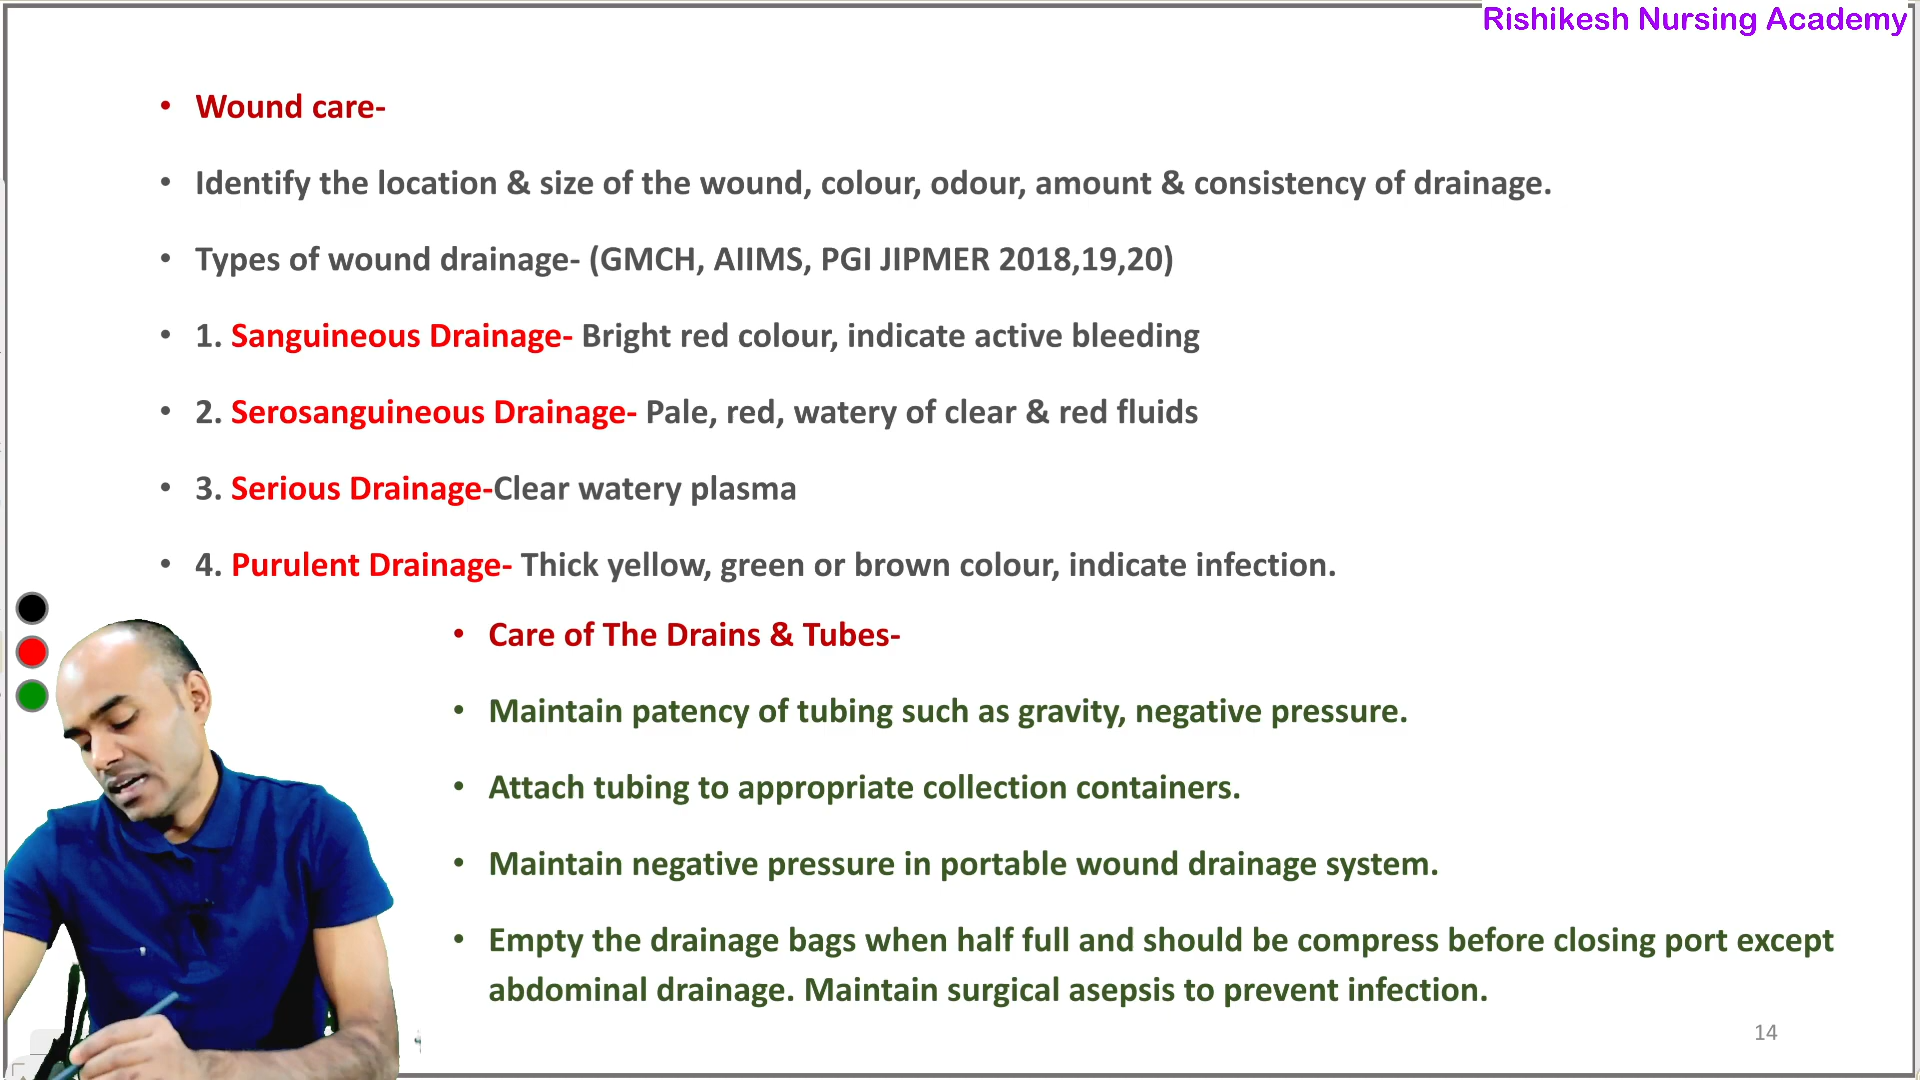 Rishikesh Nursing Academy
• Wound care-
• Identify the location & size of the wound, colour, odour, amount & consistency of drainage.
• Types of wound drainage- (GMCH, AIIMS, PGI JIPMER 2018,19,20)
• 1. Sanguineous Drainage- Bright red colour, indicate active bleeding
• 2. Serosanguineous Drainage- Pale, red, watery of clear & red fluids
• 3. Serious Drainage-Clear watery plasma
• 4. Purulent Drainage- Thick yellow, green or brown colour, indicate infection.
• Care of The Drains & Tubes-
• Maintain patency of tubing such as gravity, negative pressure.
• Attach tubing to appropriate collection containers.
• Maintain negative pressure in portable wound drainage system.
• Empty the drainage bags when half full and should be compress before closing port except
abdominal drainage. Maintain surgical asepsis to prevent infection.
14